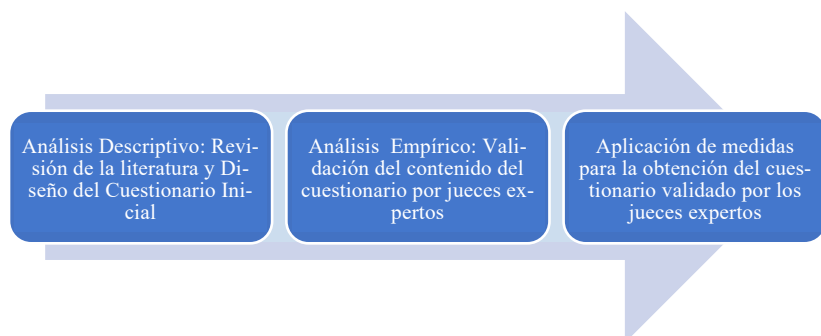 Análisis Descriptivo: Revi-
sión de la literatura y Di-
seño del Cuestionario Ini-
cial
Análisis Empírico: Vali-
dación del contenido del
cuestionario por jueces ex-
pertos
Aplicación de medidas
para la obtención del cues-
tionario validado por los
jueces expertos